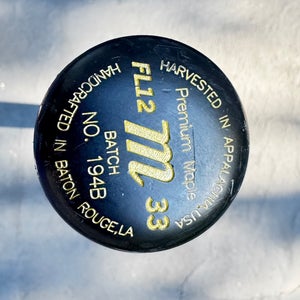 HARVESTED IN APPALACHIA, USA
Premium Maple
FL12 m 33
BATCH
NO. 194B
HANDCRAFTED IN BATON ROUGE, LA